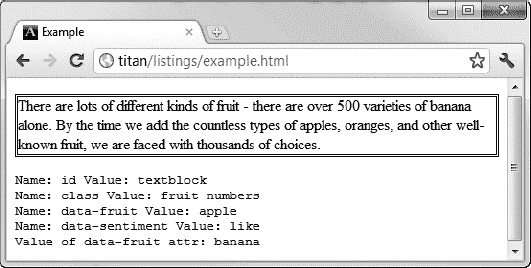 Example
titan/listings/example.html
There are lots of different kinds of fruit - there are over 500 varieties of banana
alone. By the time we add the countless types of apples, oranges, and other well-
known fruit, we are faced with thousands of choices.
Name: id Value: textblock
Name: class Value: fruit numbers
Name: data-fruit Value: apple
Name: data-sentiment Value: like
Value of data-fruit attr: banana